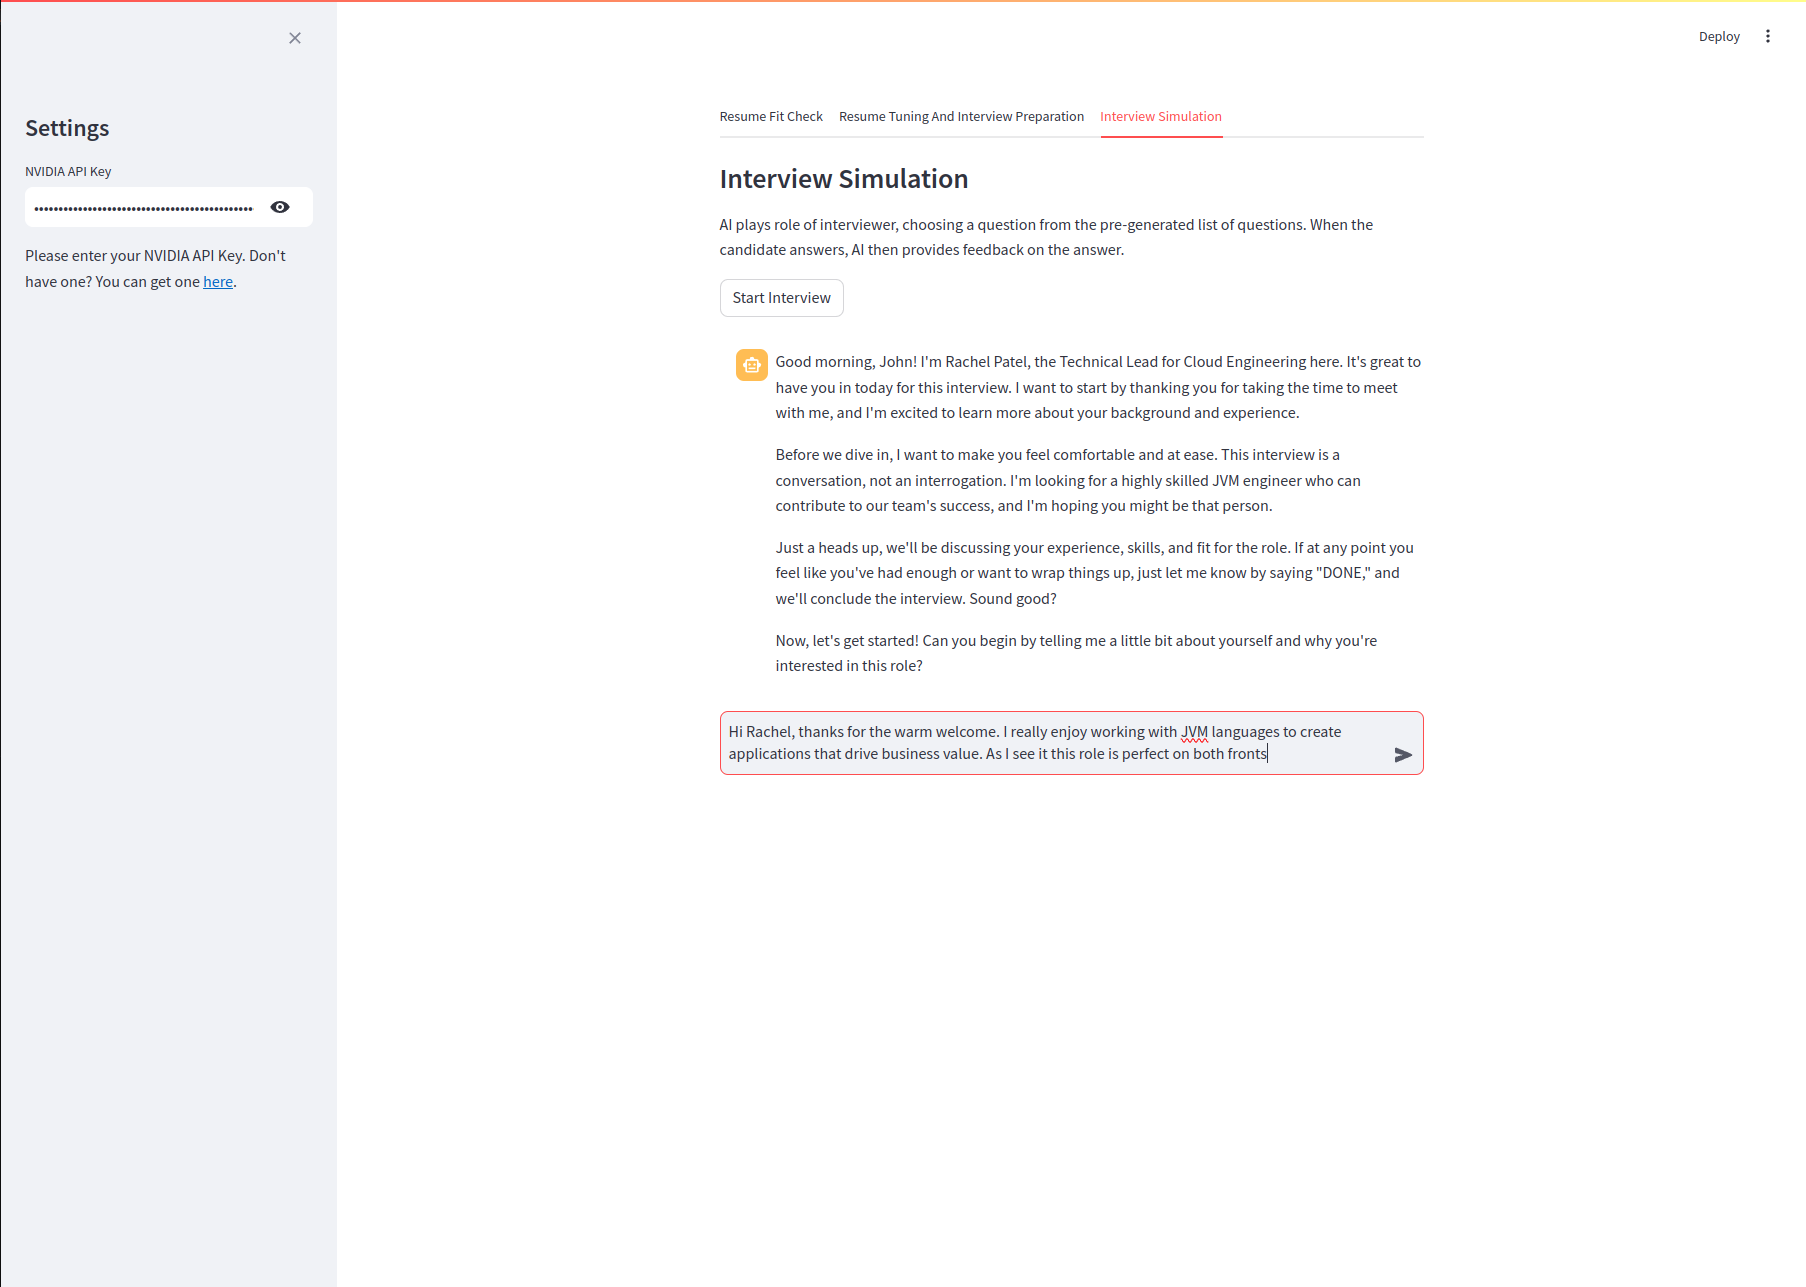 Deploy
Settings
NVIDIA API Key
••••••••••••••••••••••••••••••••••••••••••••••
Please enter your NVIDIA API Key. Don't
have one? You can get one here.
Resume Fit Check Resume Tuning And Interview Preparation Interview Simulation
Interview Simulation
AI plays role of interviewer, choosing a question from the pre-generated list of questions. When the
candidate answers, AI then provides feedback on the answer.
Start Interview
Good morning, John! I'm Rachel Patel, the Technical Lead for Cloud Engineering here. It's great to
have you in today for this interview. I want to start by thanking you for taking the time to meet
with me, and I'm excited to learn more about your background and experience.
Before we dive in, I want to make you feel comfortable and at ease. This interview is a
conversation, not an interrogation. I'm looking for a highly skilled JVM engineer who can
contribute to our team's success, and I'm hoping you might be that person.
Just a heads up, we'll be discussing your experience, skills, and fit for the role. If at any point you
feel like you've had enough or want to wrap things up, just let me know by saying "DONE," and
we'll conclude the interview. Sound good?
Now, let's get started! Can you begin by telling me a little bit about yourself and why you're
interested in this role?
Hi Rachel, thanks for the warm welcome. I really enjoy working with JVM languages to create
applications that drive business value. As I see it this role is perfect on both fronts